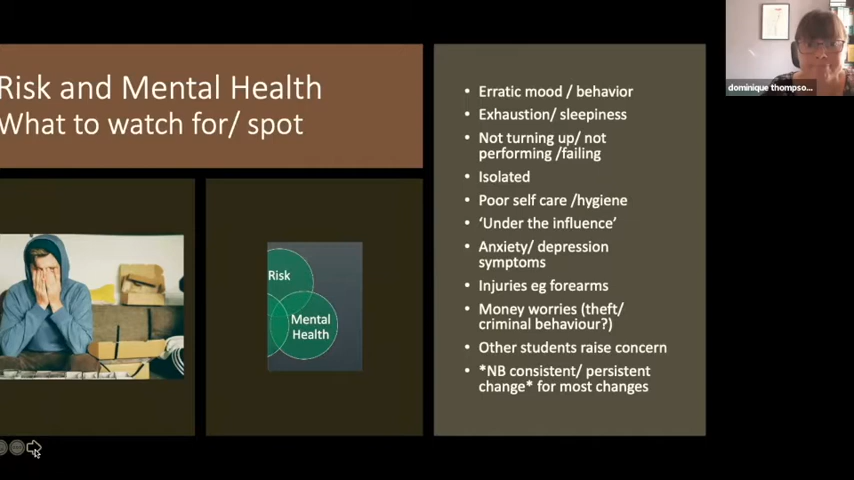 Risk and Mental Health
What to watch for/ spot
Risk
Mental
Health
• Erratic mood / behavior
• Exhaustion/ sleepiness
• Not turning up/ not
performing /failing
• Isolated
• Poor self care /hygiene
• ‘Under the influence’
• Anxiety/ depression
symptoms
• Injuries eg forearms
• Money worries (theft/
criminal behaviour?)
• Other students raise concern
• *NB consistent/ persistent
change* for most changes
dominique thompso...